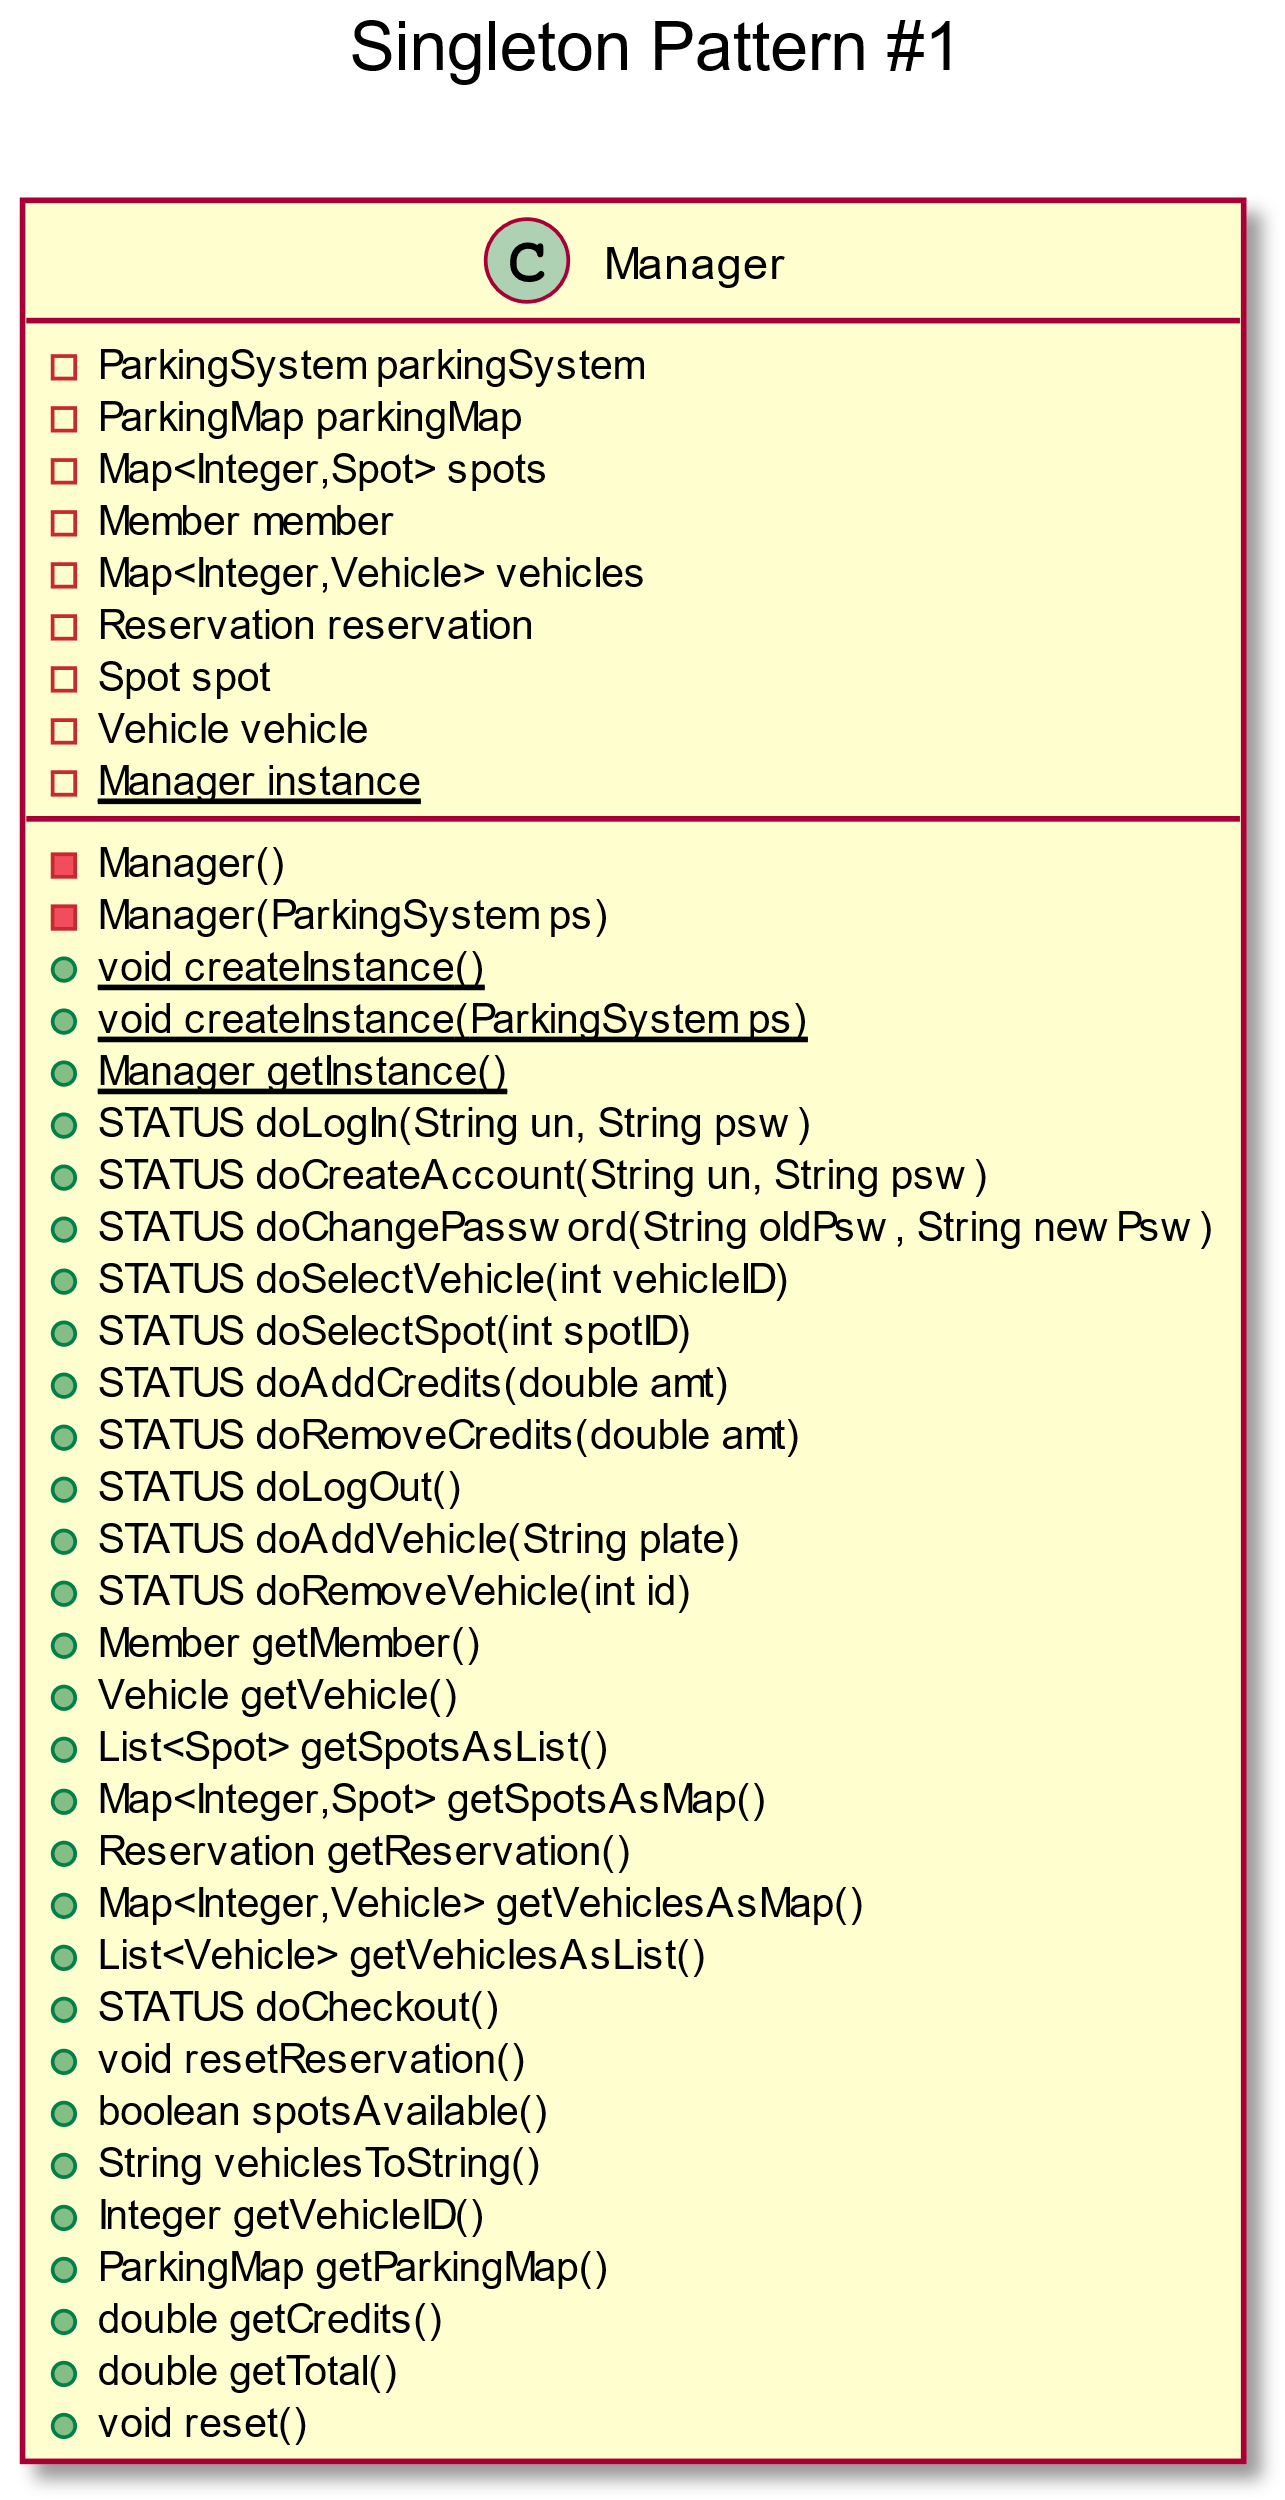 Singleton Pattern #1
C Manager
ParkingSystem parkingSystem
ParkingMap parkingMap
Map<Integer,Spot> spots
Member member
Map<Integer,Vehicle> vehicles
Reservation reservation
Spot spot
Vehicle vehicle
Manager instance
Manager()
Manager(ParkingSystem ps)
void createInstance()
void createInstance(ParkingSystem ps)
Manager getInstance()
STATUS doLogIn(String un, String psw)
STATUS doCreateAccount(String un, String psw)
STATUS doChangePassword(String oldPsw, String newPsw)
STATUS doSelectVehicle(int vehicleID)
STATUS doSelectSpot(int spotID)
STATUS doAddCredits(double amt)
STATUS doRemoveCredits(double amt)
STATUS doLogOut()
STATUS doAddVehicle(String plate)
STATUS doRemoveVehicle(int id)
Member getMember()
Vehicle getVehicle()
List<Spot> getSpotsAsList()
Map<Integer,Spot> getSpotsAsMap()
Reservation getReservation()
Map<Integer,Vehicle> getVehiclesAsMap()
List<Vehicle> getVehiclesAsList()
STATUS doCheckout()
void resetReservation()
boolean spotsAvailable()
String vehiclesToString()
Integer getVehicleID()
ParkingMap getParkingMap()
double getCredits()
double getTotal()
void reset()